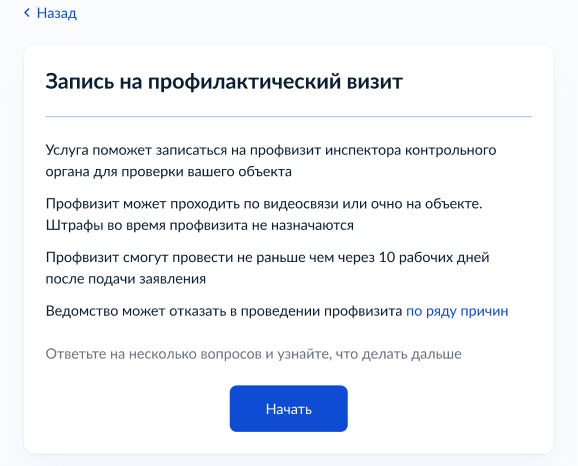 Назад
Запись на профилактический визит
Услуга поможет записаться на профвизит инспектора контрольного
органа для проверки вашего объекта
Профвизит может проходить по видеосвязи или очно на объекте.
Штрафы во время профвизита не назначаются
Профвизит смогут провести не раньше чем через 10 рабочих дней
после подачи заявления
Ведомство может отказать в проведении профвизита по ряду причин
Ответьте на несколько вопросов и узнайте, что делать дальше
Начать